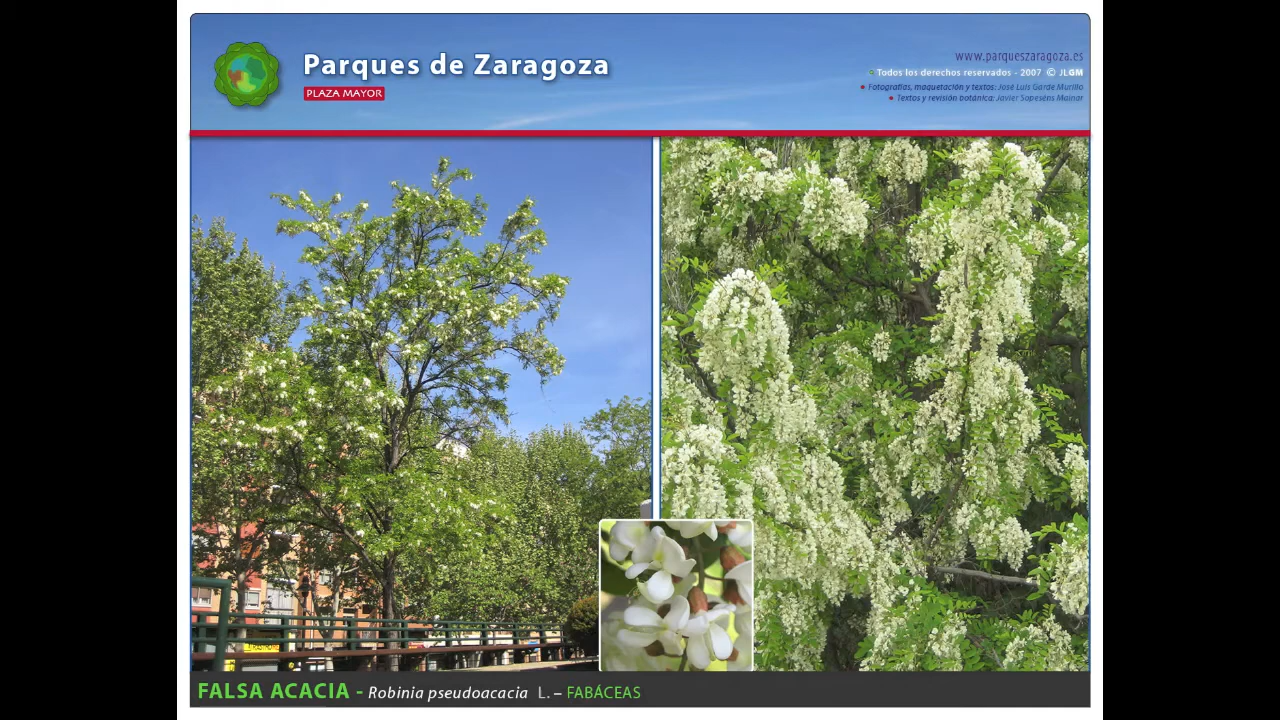 Parques de Zaragoza
PLAZA MAYOR
www.parqueszaragoza.es
Todos los derechos reservados - 2007 © JLGM
Fotografías, maquetación y textos: José Luis Garde Murillo
Textos y revisión botánica: Javier Sapeséns Mainar
FALSA ACACIA - Robinia pseudoacacia L. – FABÁCEAS